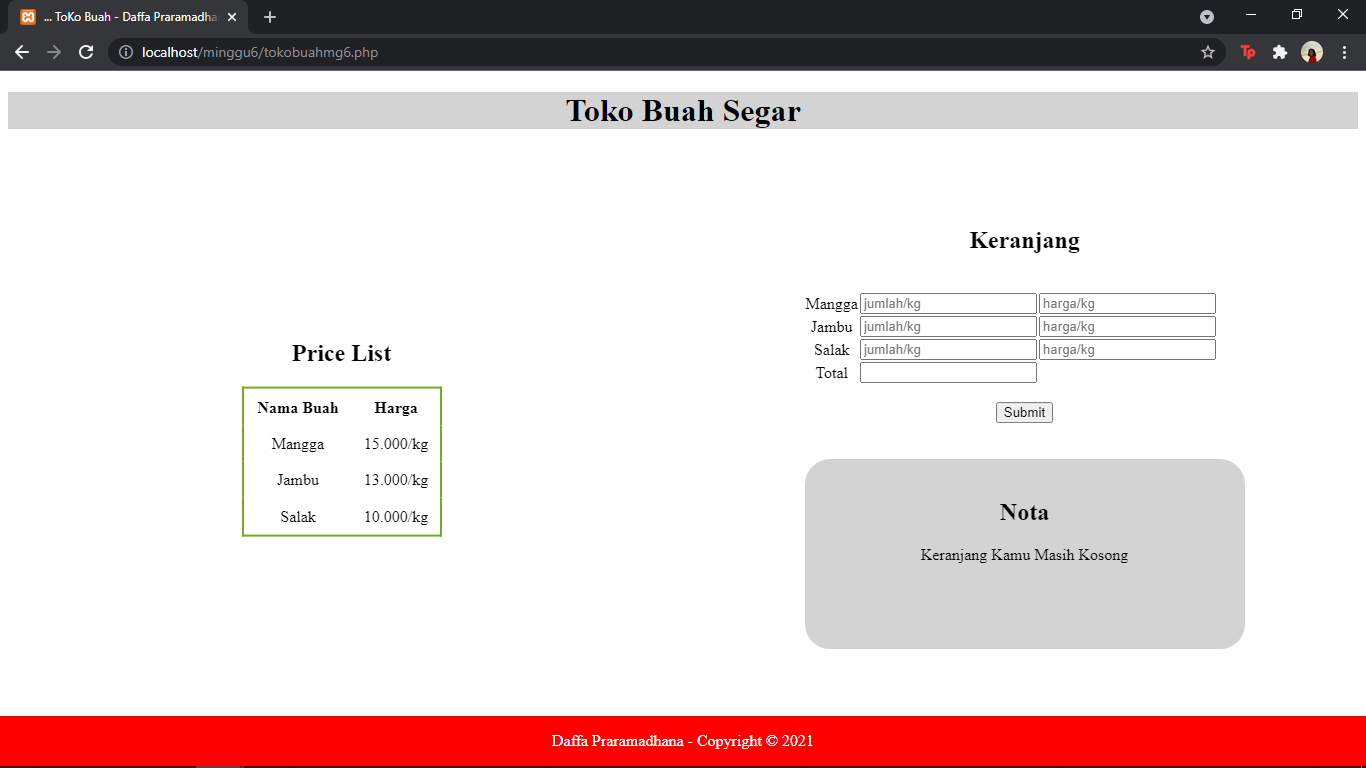 ... ToKo Buah - Daffa Praramadha
localhost/minggu6/tokobuahmg6.php
Tp
Toko Buah Segar
Price List
Nama Buah Harga
Mangga 15.000/kg
Jambu 13.000/kg
Salak 10.000/kg
Keranjang
Mangga jumlah/kg harga/kg
Jambu jumlah/kg harga/kg
Salak jumlah/kg harga/kg
Total
Submit
Nota
Keranjang Kamu Masih Kosong
Daffa Praramadhana - Copyright © 2021